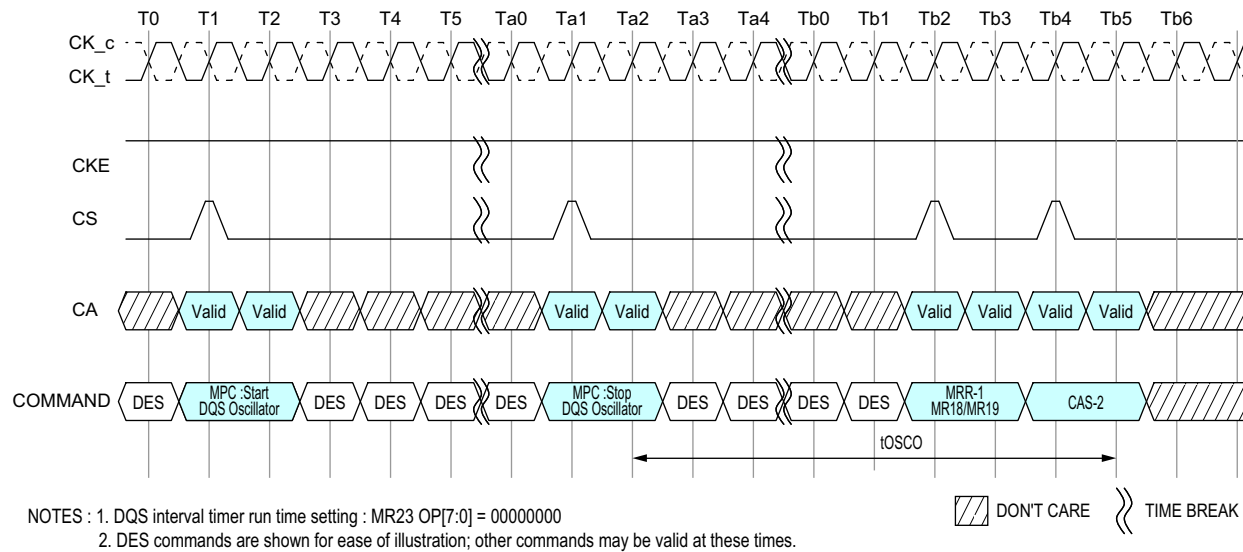 T0 T1 T2 T3 T4 T5 Ta0 Ta1 Ta2 Ta3 Ta4 Tb0 Tb1 Tb2 Tb3 Tb4 Tb5 Tb6
CK_c
CK_t
CKE
CS
CA Valid Valid Valid Valid Valid Valid Valid Valid
COMMAND DES MPC :Start DQS Oscillator DES DES DES DES MPC :Stop DQS Oscillator DES DES DES DES MRR-1 MR18/MR19 CAS-2
tOSCO
NOTES : 1. DQS interval timer run time setting : MR23 OP[7:0] = 00000000
2. DES commands are shown for ease of illustration; other commands may be valid at these times.
DON'T CARE TIME BREAK